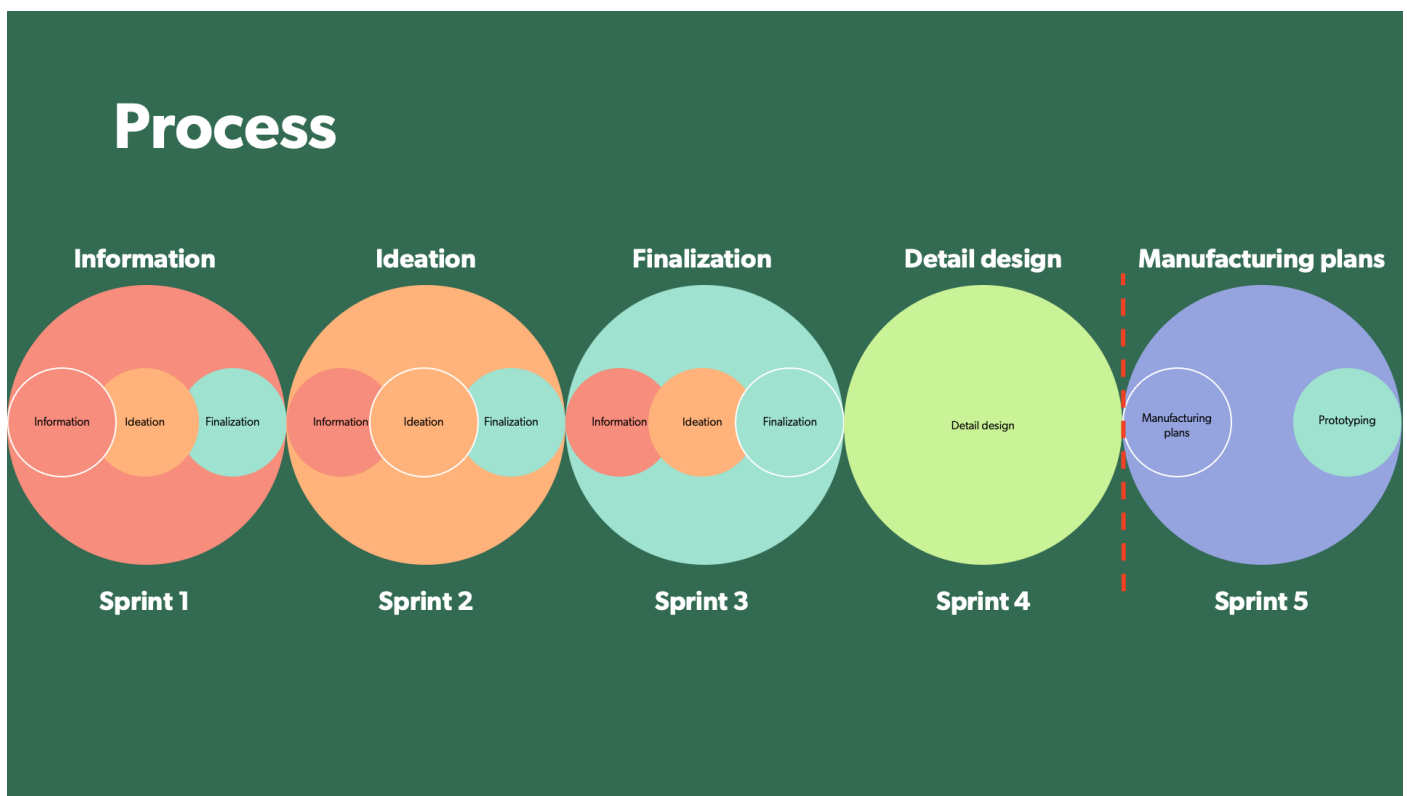 Process
Information
Ideation
Finalization
Detail design
Manufacturing plans
Information
Ideation
Finalization
Information
Ideation
Finalization
Information
Ideation
Finalization
Detail design
Manufacturing
plans
Prototyping
Sprint 1
Sprint 2
Sprint 3
Sprint 4
Sprint 5